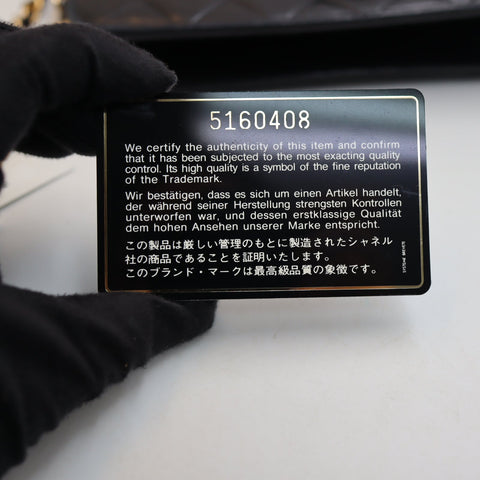 5160408
We certify the authenticity of this item and confirm
that it has been subjected to the most exacting quality
control. Its high quality is a symbol of the fine reputation
of the Trademark.
Wir bestätigen, dass es sich um einen Artikel handelt,
der während seiner Herstellung strengsten Kontrollen
unterworfen war, und dessen erstklassige Qualität
dem hohen Ansehen unserer Marke entspricht.
この製品は厳しい管理のもとに製造されたシャネル
社の商品であることを証明いたします。
このブランド・マークは最高級品質の象徴です。